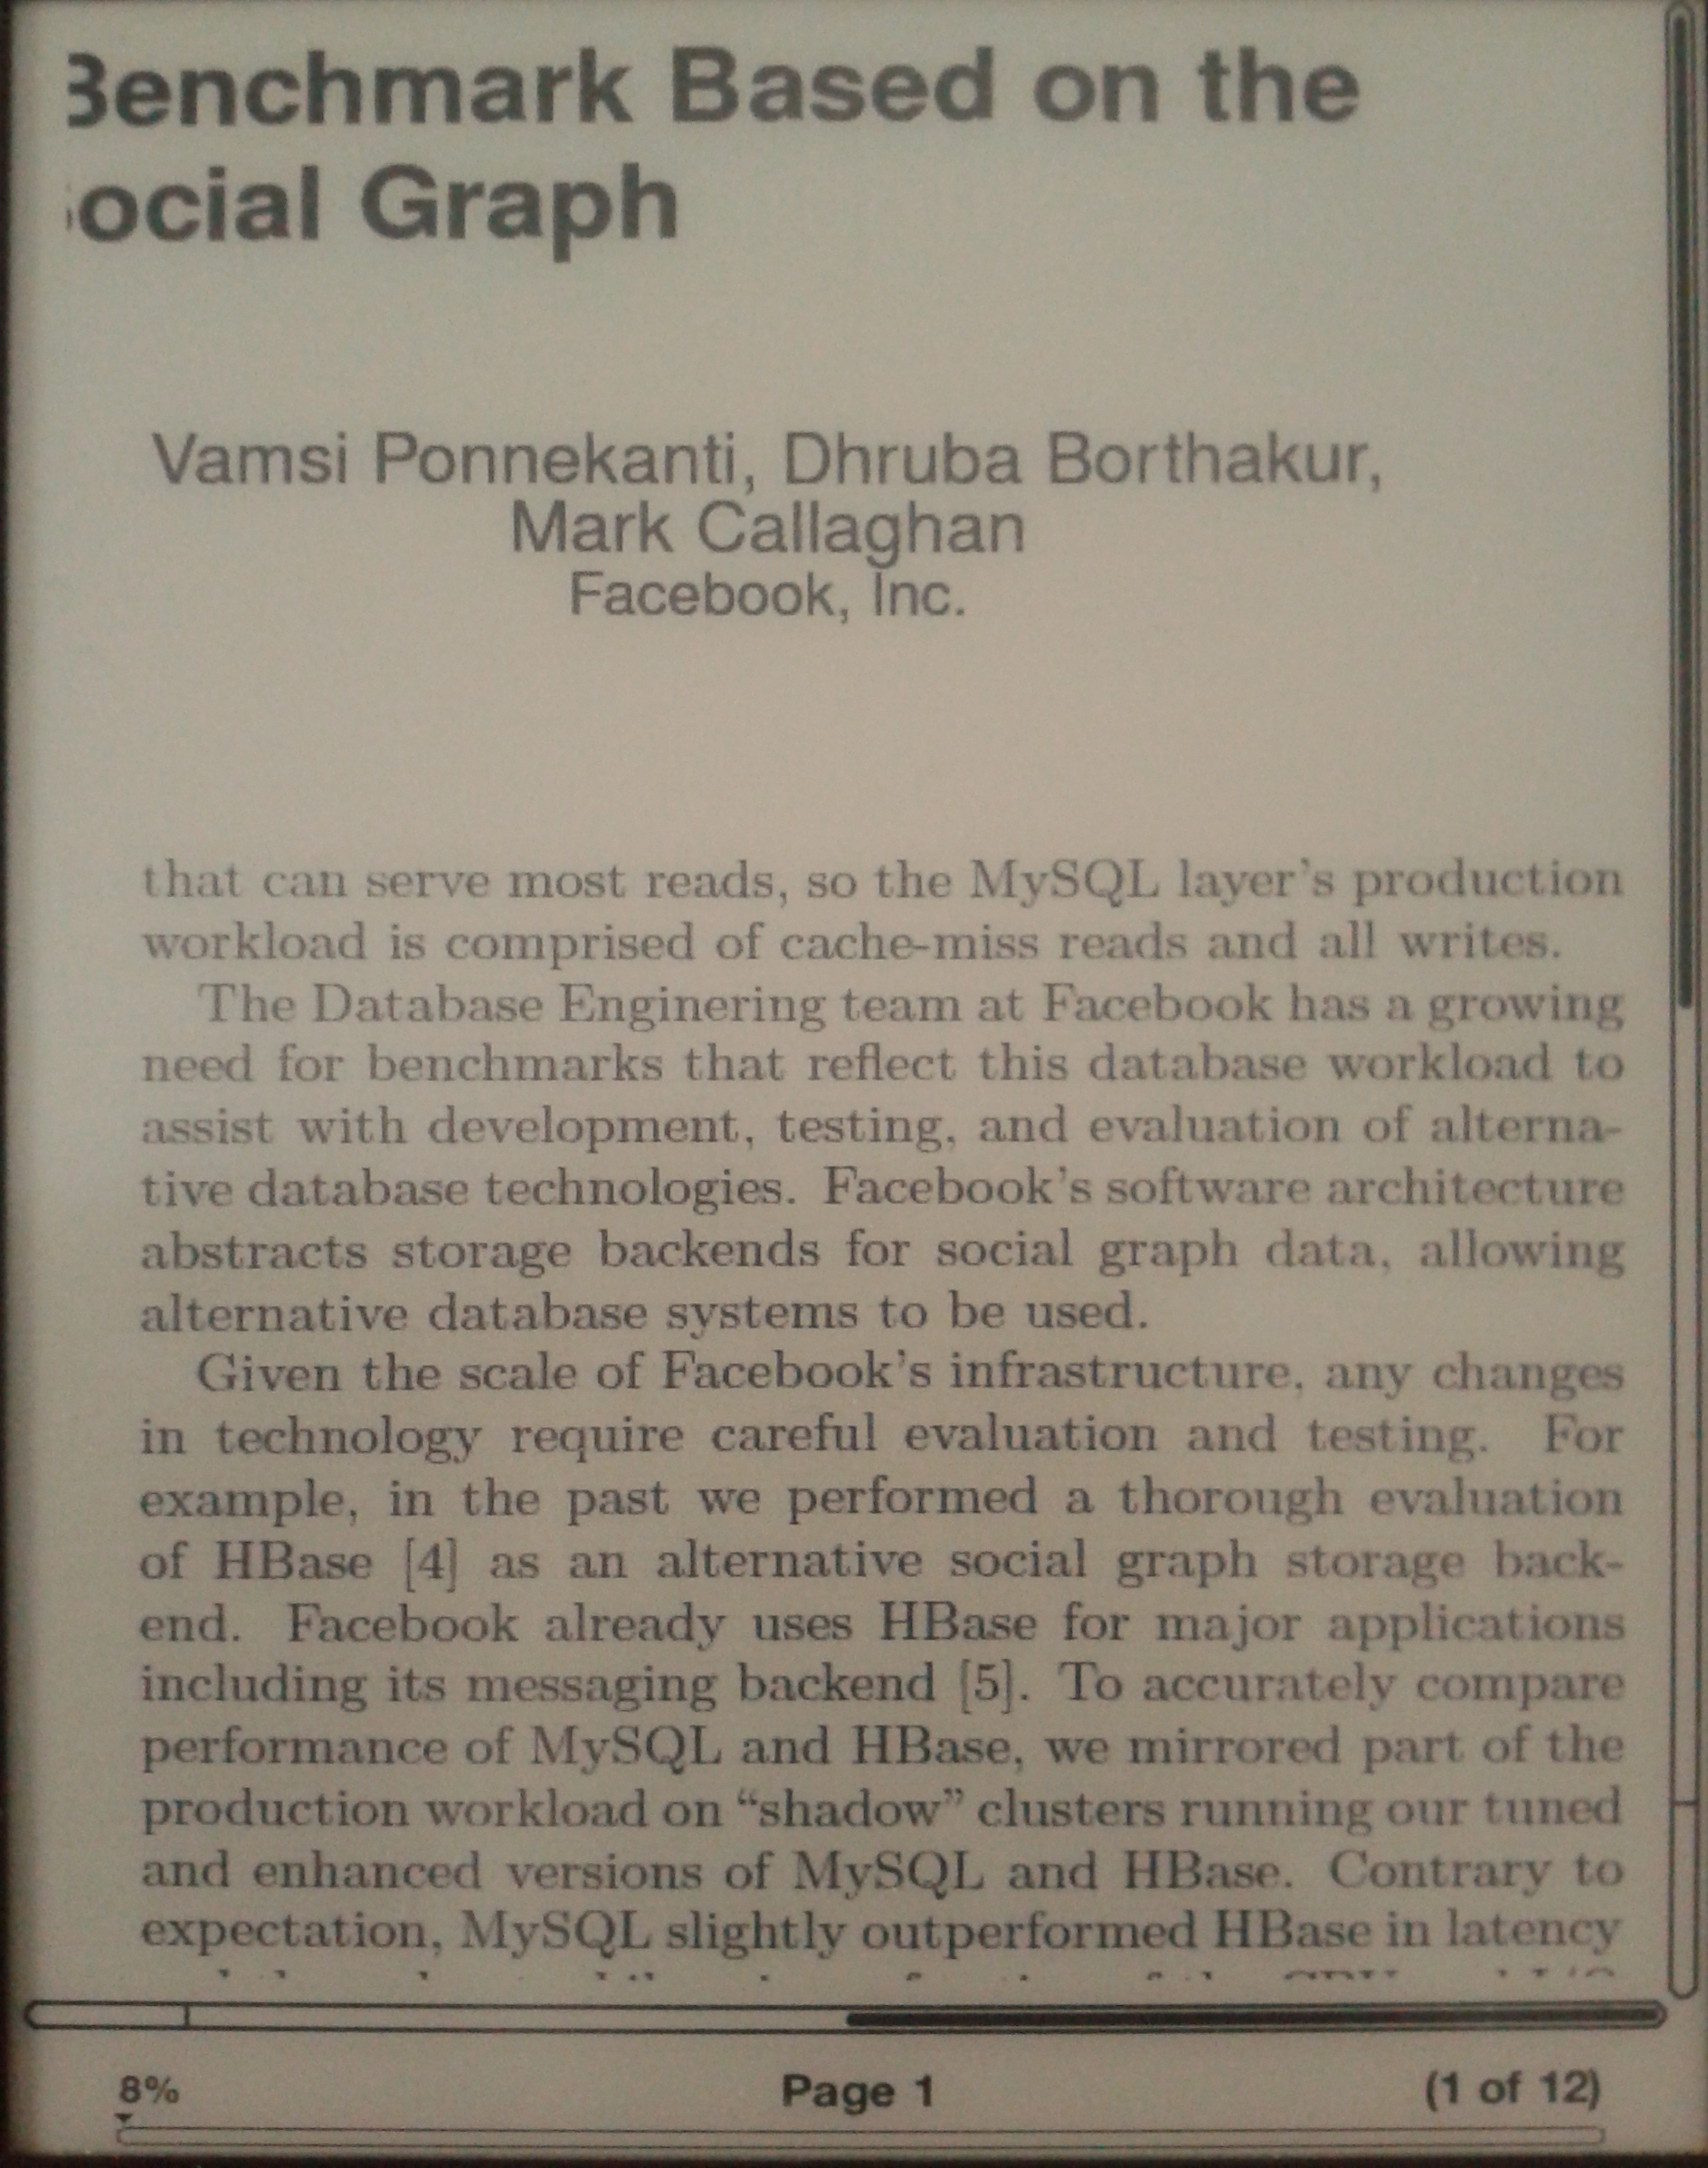 Benchmark Based on the
ocial Graph
Vamsi Ponnekanti, Dhruba Borthakur,
Mark Callaghan
Facebook, Inc.
that can serve most reads, so the MySQL layer's production
workload is comprised of cache-miss reads and all writes.
The Database Enginering team at Facebook has a growing
need for benchmarks that reflect this database workload to
assist with development, testing, and evaluation of alterna-
tive database technologies. Facebook's software architecture
abstracts storage backends for social graph data, allowing
alternative database systems to be used.
Given the scale of Facebook's infrastructure, any changes
in technology require careful evaluation and testing. For
example, in the past we performed a thorough evaluation
of HBase [4] as an alternative social graph storage back-
end. Facebook already uses HBase for major applications
including its messaging backend [5]. To accurately compare
performance of MySQL and HBase, we mirrored part of the
production workload on “shadow” clusters running our tuned
and enhanced versions of MySQL and HBase. Contrary to
expectation, MySQL slightly outperformed HBase in latency
8%
Page 1
(1 of 12)